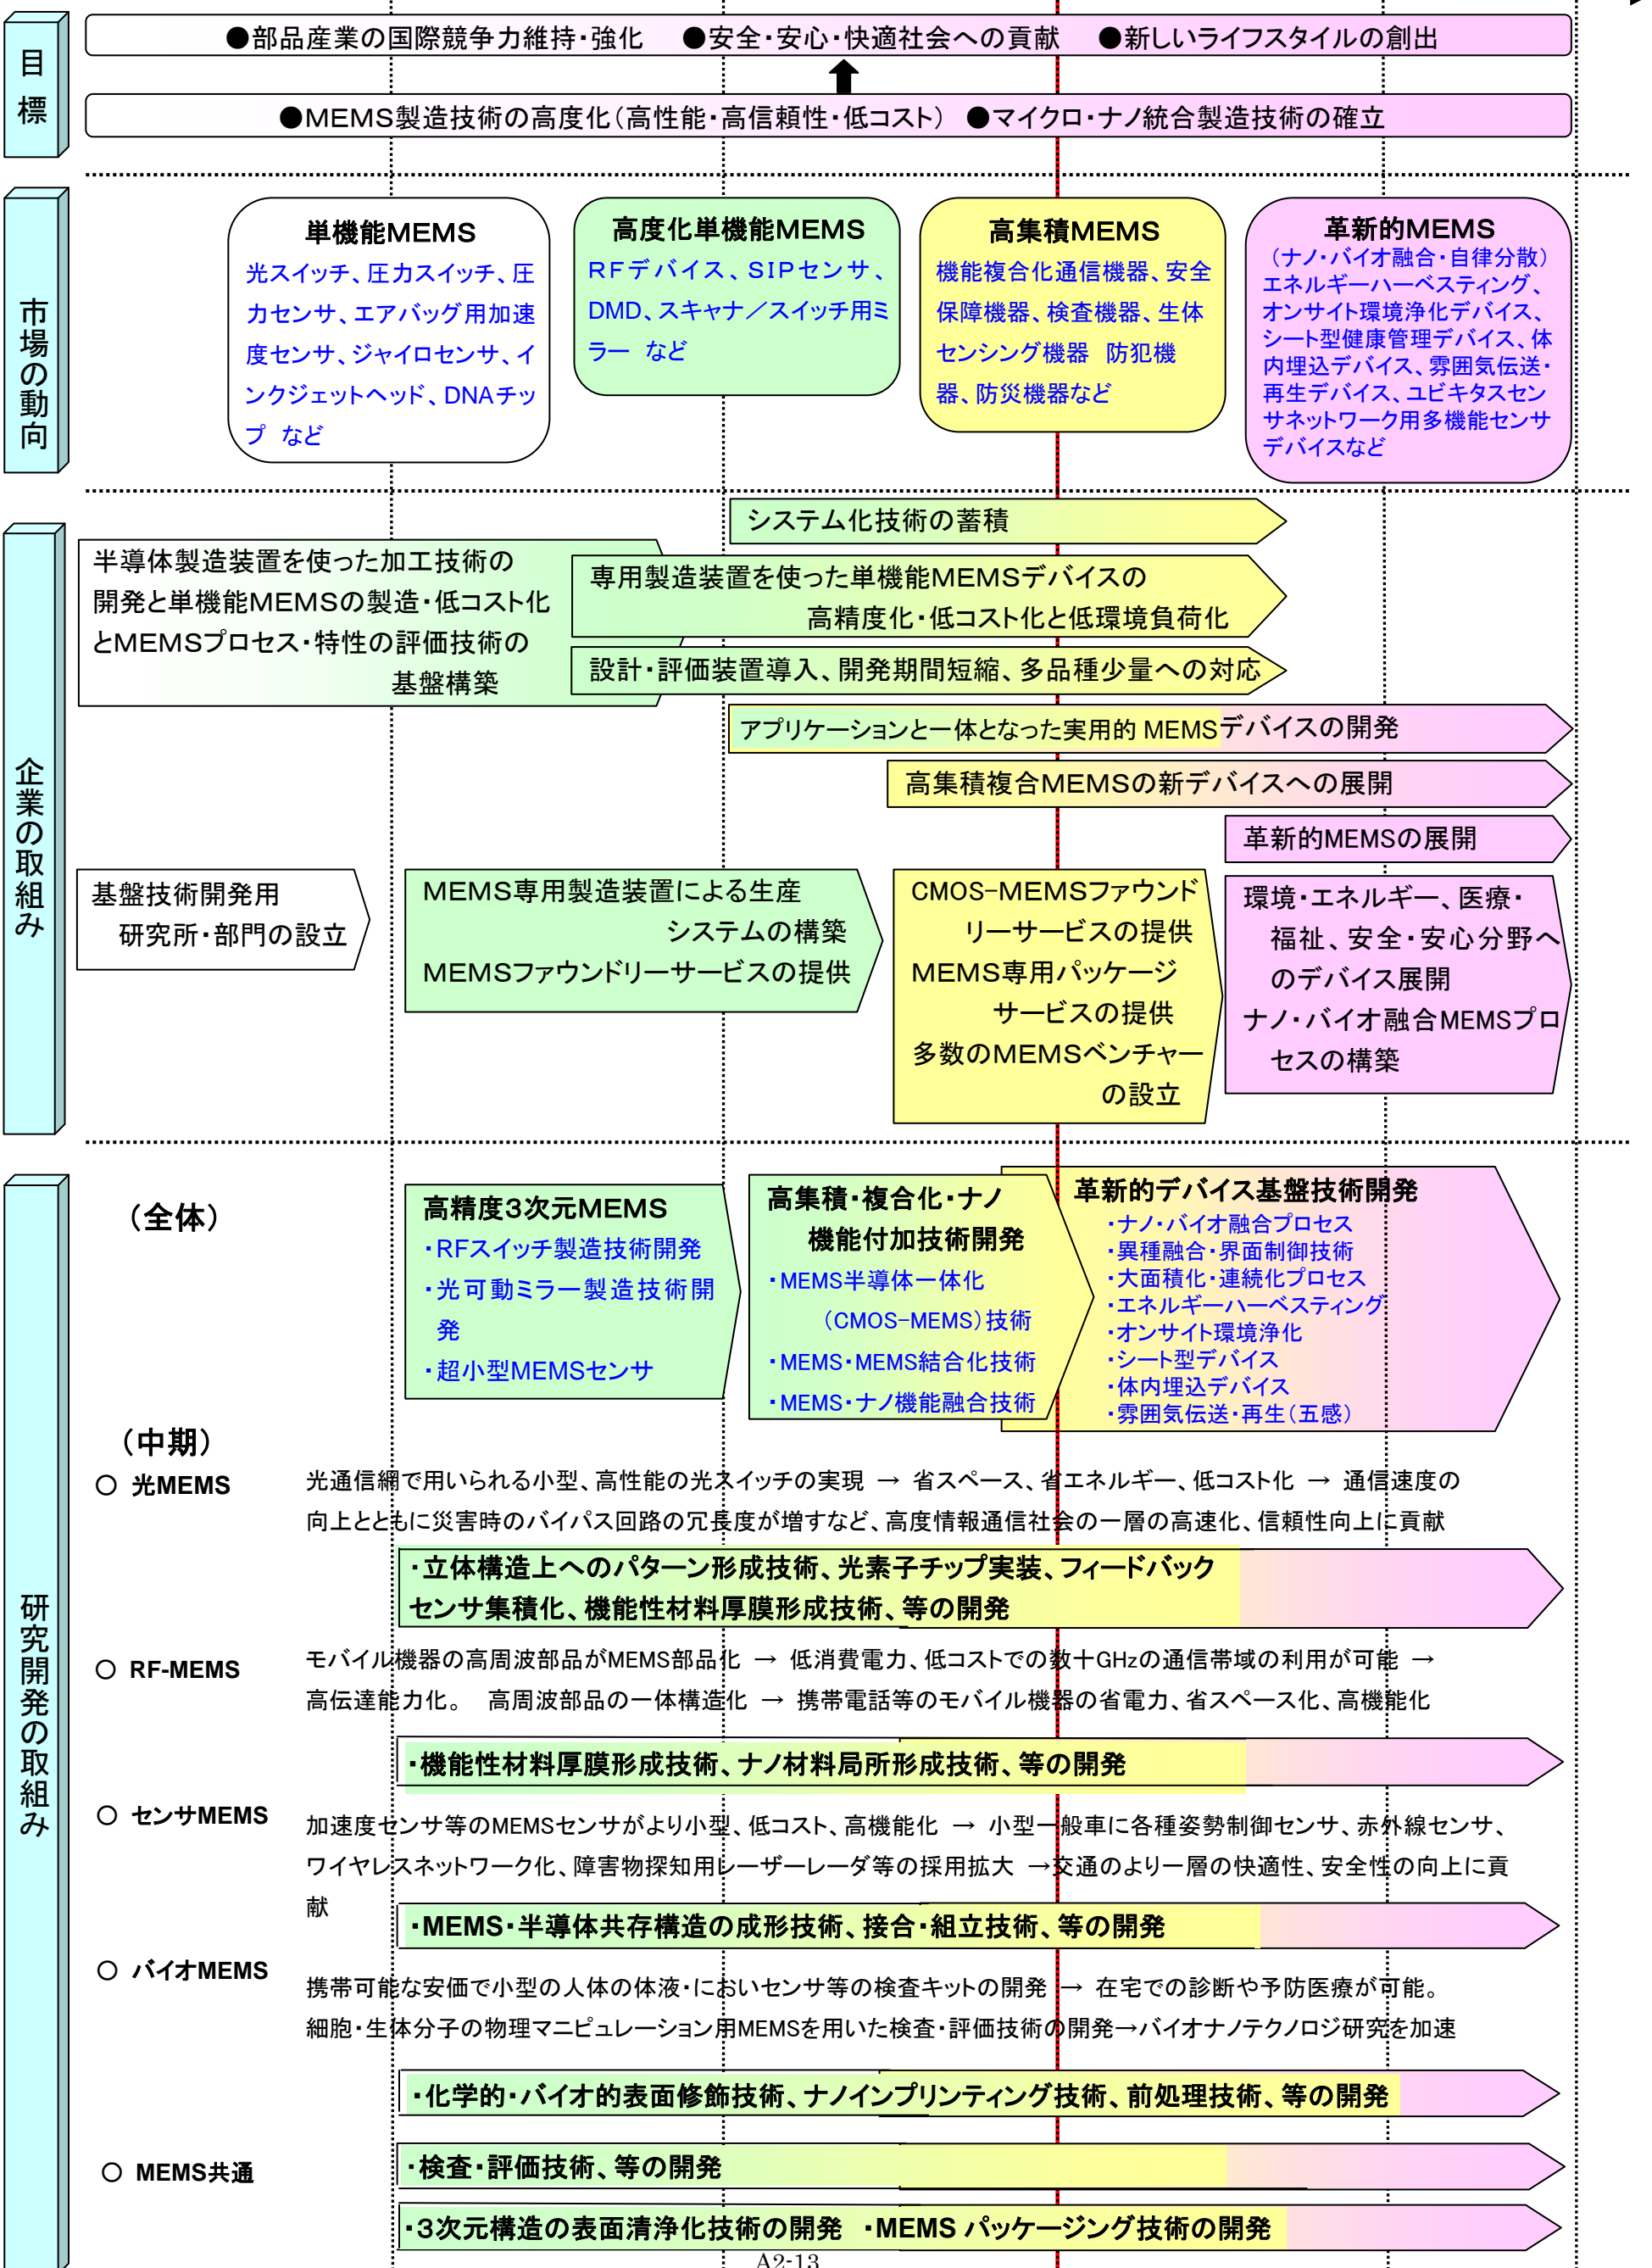 目標
●部品産業の国際競争力維持・強化　●安全・安心・快適社会への貢献　●新しいライフスタイルの創出
●MEMS製造技術の高度化（高性能・高信頼性・低コスト）　●マイクロ・ナノ統合製造技術の確立
市場の動向
単機能MEMS
光スイッチ、圧力スイッチ、圧
力センサ、エアバッグ用加速
度センサ、ジャイロセンサ、イ
ンクジェットヘッド、DNAチッ
プ　など
高度化単機能MEMS
RFデバイス、SIPセンサ、
DMD、スキャナ／スイッチ用ミ
ラー　など
高集積MEMS
機能複合化通信機器、安全
保障機器、検査機器、生体
センシング機器　防犯機
器、防災機器など
革新的MEMS
（ナノ・バイオ融合・自律分散）
エネルギーハーベスティング、
オンサイト環境浄化デバイス、
シート型健康管理デバイス、体
内埋込デバイス、雰囲気伝送・
再生デバイス、ユビキタスセン
サネットワーク用多機能センサ
デバイスなど
企業の取組み
システム化技術の蓄積
半導体製造装置を使った加工技術の
開発と単機能MEMSの製造・低コスト化
とMEMSプロセス・特性の評価技術の
基盤構築
専用製造装置を使った単機能MEMSデバイスの
高精度化・低コスト化と低環境負荷化
設計・評価装置導入、開発期間短縮、多品種少量への対応
アプリケーションと一体となった実用的 MEMSデバイスの開発
高集積複合MEMSの新デバイスへの展開
革新的MEMSの展開
基盤技術開発用
研究所・部門の設立
MEMS専用製造装置による生産
システムの構築
MEMSファウンドリーサービスの提供
CMOS-MEMSファウンド
リーサービスの提供
MEMS専用パッケージ
サービスの提供
多数のMEMSベンチャー
の設立
環境・エネルギー、医療・
福祉、安全・安心分野へ
のデバイス展開
ナノ・バイオ融合MEMSプロ
セスの構築
研究開発の取組み
（全体）
高精度3次元MEMS
・RFスイッチ製造技術開発
・光可動ミラー製造技術開
発
・超小型MEMSセンサ
高集積・複合化・ナノ
機能付加技術開発
・MEMS半導体一体化
（CMOS-MEMS）技術
・MEMS・MEMS結合化技術
・MEMS・ナノ機能融合技術
革新的デバイス基盤技術開発
・ナノ・バイオ融合プロセス
・異種融合・界面制御技術
・大面積化・連続化プロセス
・エネルギーハーベスティング
・オンサイト環境浄化
・シート型デバイス
・体内埋込デバイス
・雰囲気伝送・再生（五感）
（中期）
○ 光MEMS
光通信網で用いられる小型、高性能の光スイッチの実現 → 省スペース、省エネルギー、低コスト化 → 通信速度の
向上とともに災害時のバイパス回路の冗長度が増すなど、高度情報通信社会の一層の高速化、信頼性向上に貢献
・立体構造上へのパターン形成技術、光素子チップ実装、フィードバック
センサ集積化、機能性材料厚膜形成技術、等の開発
○ RF-MEMS
モバイル機器の高周波部品がMEMS部品化 → 低消費電力、低コストでの数十GHzの通信帯域の利用が可能 →
高伝達能力化。　高周波部品の一体構造化 → 携帯電話等のモバイル機器の省電力、省スペース化、高機能化
・機能性材料厚膜形成技術、ナノ材料局所形成技術、等の開発
○ センサMEMS
加速度センサ等のMEMSセンサがより小型、低コスト、高機能化 → 小型一般車に各種姿勢制御センサ、赤外線センサ、
ワイヤレスネットワーク化、障害物探知用レーザーレーダ等の採用拡大 →交通のより一層の快適性、安全性の向上に貢
献
・MEMS・半導体共存構造の成形技術、接合・組立技術、等の開発
○ バイオMEMS
携帯可能な安価で小型の人体の体液・においセンサ等の検査キットの開発 → 在宅での診断や予防医療が可能。
細胞・生体分子の物理マニピュレーション用MEMSを用いた検査・評価技術の開発→バイオナノテクノロジ研究を加速
・化学的・バイオ的表面修飾技術、ナノインプリンティング技術、前処理技術、等の開発
○ MEMS共通
・検査・評価技術、等の開発
・3次元構造の表面清浄化技術の開発　・MEMS パッケージング技術の開発
A2-13